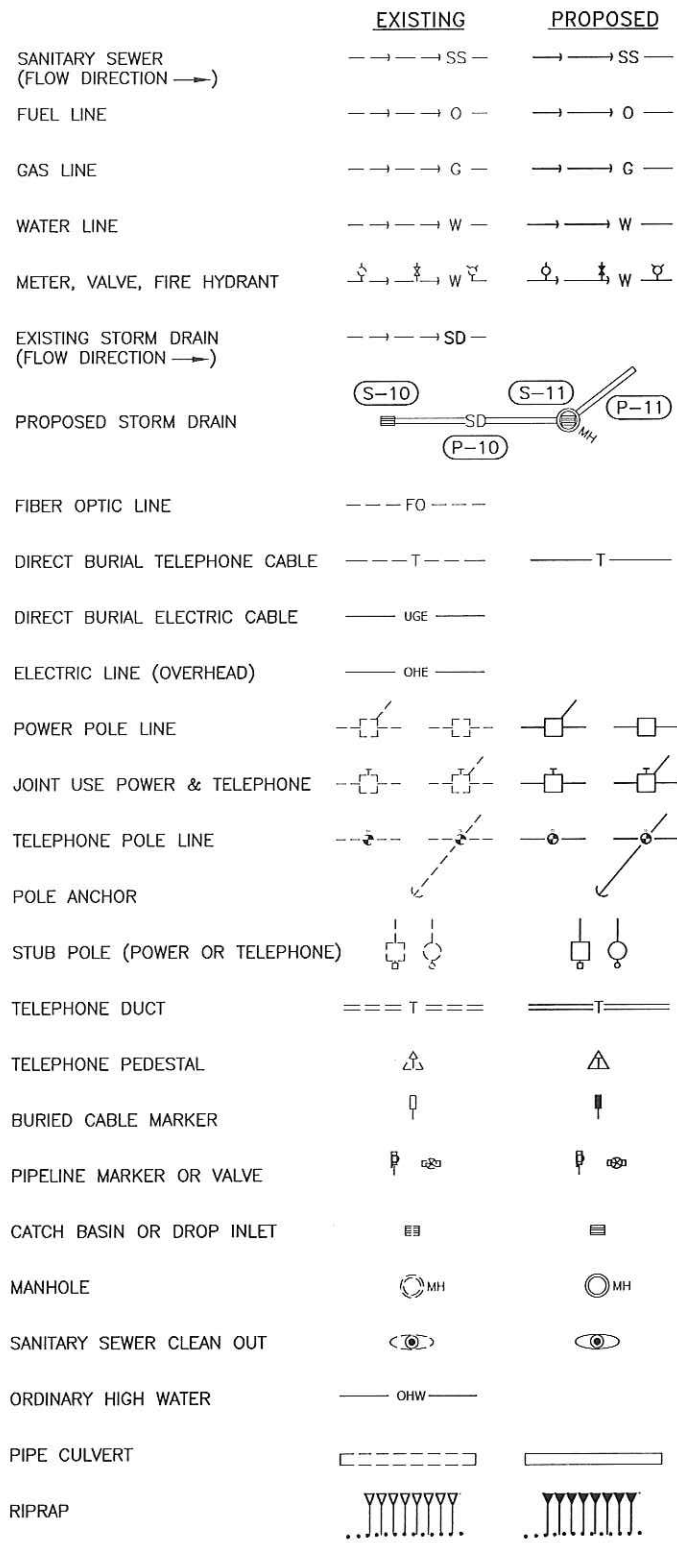 EXISTING PROPOSED
SANITARY SEWER SS SS
(FLOW DIRECTION )
FUEL LINE O O
GAS LINE G G
WATER LINE W W
METER, VALVE, FIRE HYDRANT W W
EXISTING STORM DRAIN SD
(FLOW DIRECTION )
S-10 S-11
P-11
PROPOSED STORM DRAIN SD MH
P-10
FIBER OPTIC LINE FO
DIRECT BURIAL TELEPHONE CABLE T T
DIRECT BURIAL ELECTRIC CABLE UGE
ELECTRIC LINE (OVERHEAD) OHE
POWER POLE LINE
JOINT USE POWER & TELEPHONE
TELEPHONE POLE LINE
POLE ANCHOR
STUB POLE (POWER OR TELEPHONE)
TELEPHONE DUCT T T
TELEPHONE PEDESTAL T T
BURIED CABLE MARKER
PIPELINE MARKER OR VALVE P P
CATCH BASIN OR DROP INLET
MANHOLE MH MH
SANITARY SEWER CLEAN OUT
ORDINARY HIGH WATER OHW
PIPE CULVERT
RIPRAP